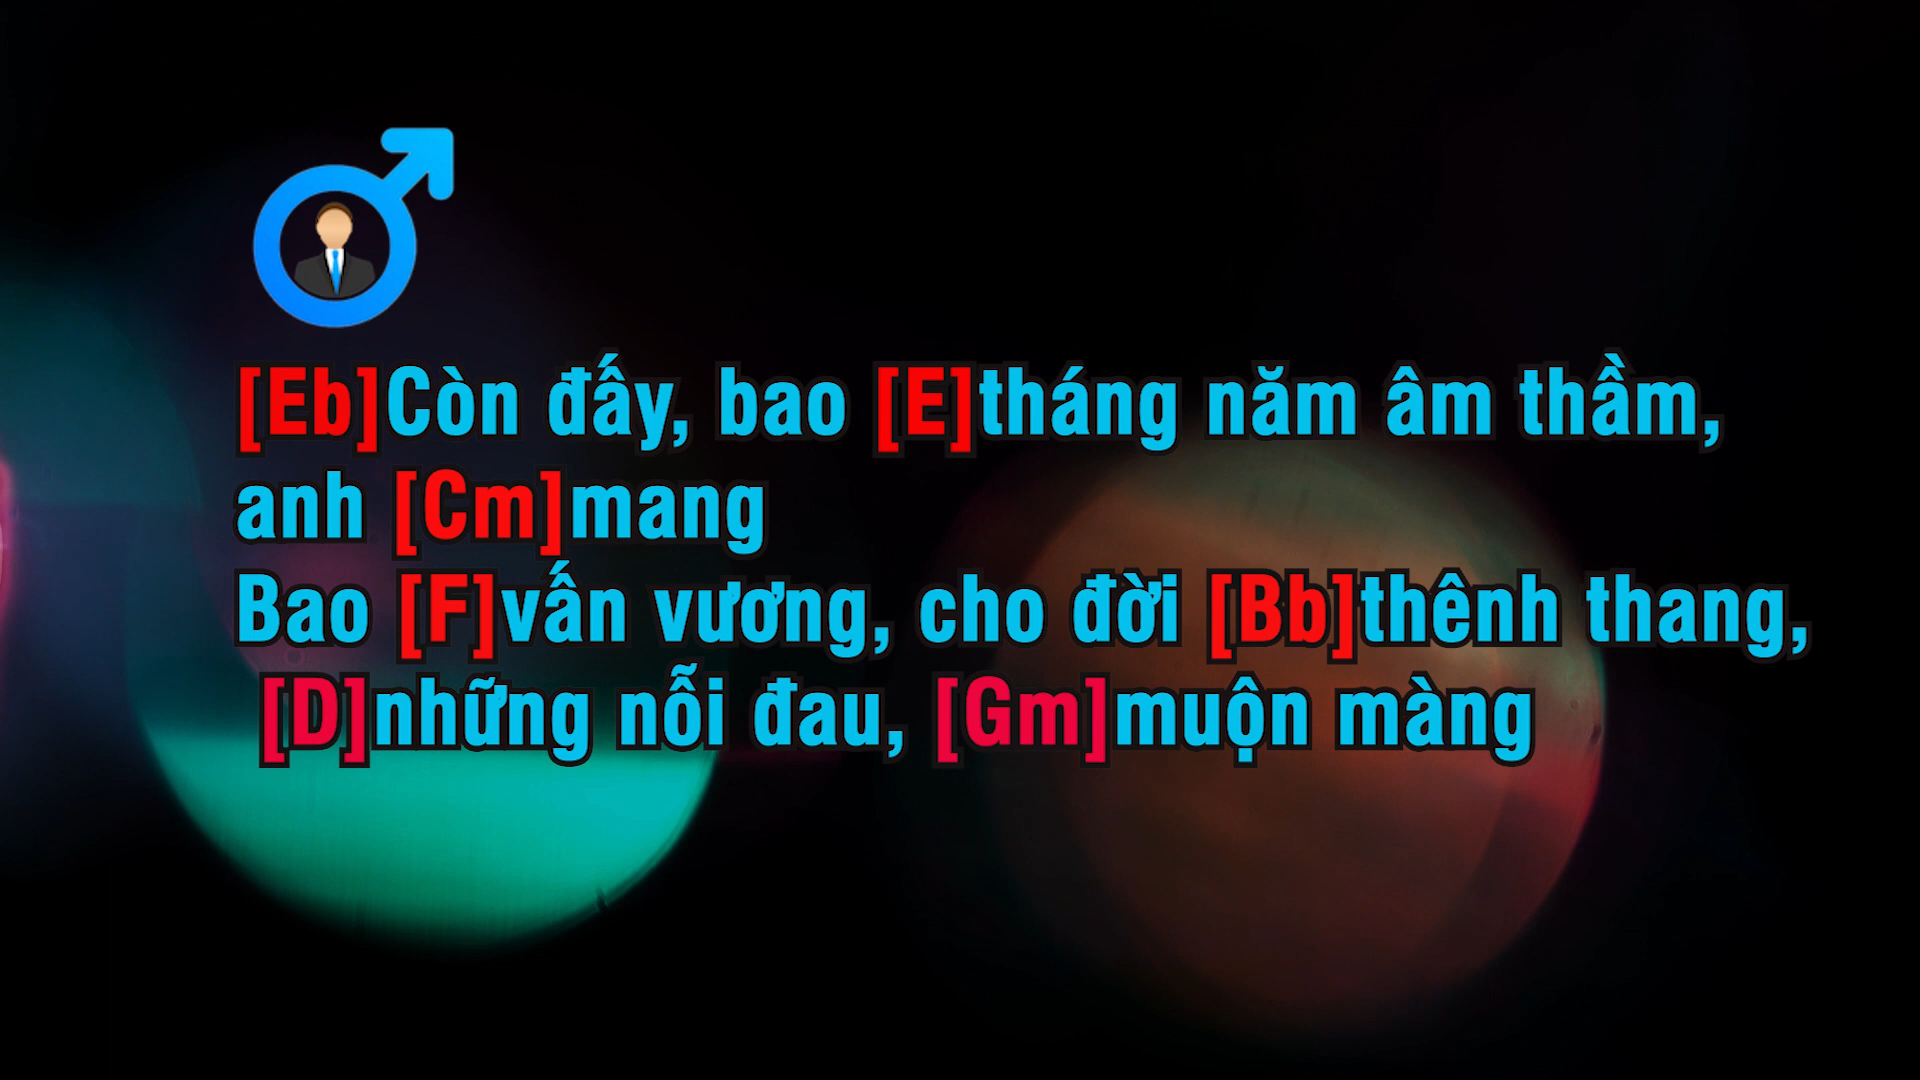 [Eb]Còn đấy, bao [E]tháng năm âm thầm,
anh [Cm]mang
Bao [F]vấn vương, cho đời [Bb]thênh thang,
[D]những nỗi đau, [Gm]muộn màng